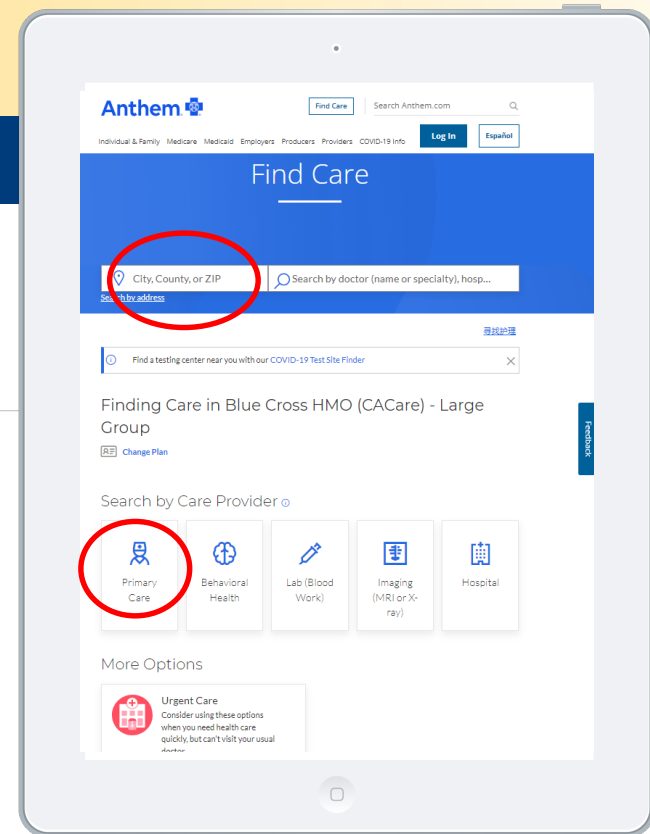 Anthem
Find Care
Search Anthem.com
Individual & Family Medicare Medicaid Employers Producers Providers COVID-19 Info
Log In
Español
Find Care
City, County, or ZIP
Search by doctor (name or specialty), hosp...
Search by address
寻找护理
Find a testing center near you with our COVID-19 Test Site Finder
Finding Care in Blue Cross HMO (CACare) - Large
Group
Change Plan
Feedback
Search by Care Provider
Primary
Care
Behavioral
Health
Lab (Blood
Work)
Imaging
(MRI or X-
ray)
Hospital
More Options
Urgent Care
Consider using these options
when you need health care
quickly, but can't visit your usual
doctor